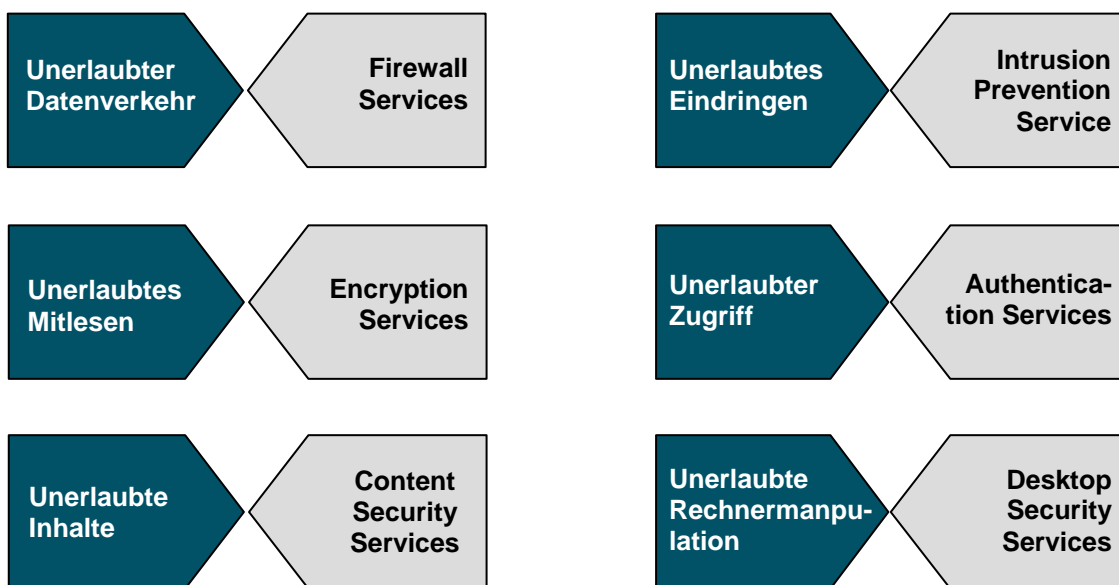 Unerlaubter
Datenverkehr
Firewall
Services
Unerlaubtes
Eindringen
Intrusion
Prevention
Service
Unerlaubtes
Mitlesen
Encryption
Services
Unerlaubter
Zugriff
Authentica-
tion Services
Unerlaubte
Inhalte
Content
Security
Services
Unerlaubte
Rechnermanpu-
lation
Desktop
Security
Services